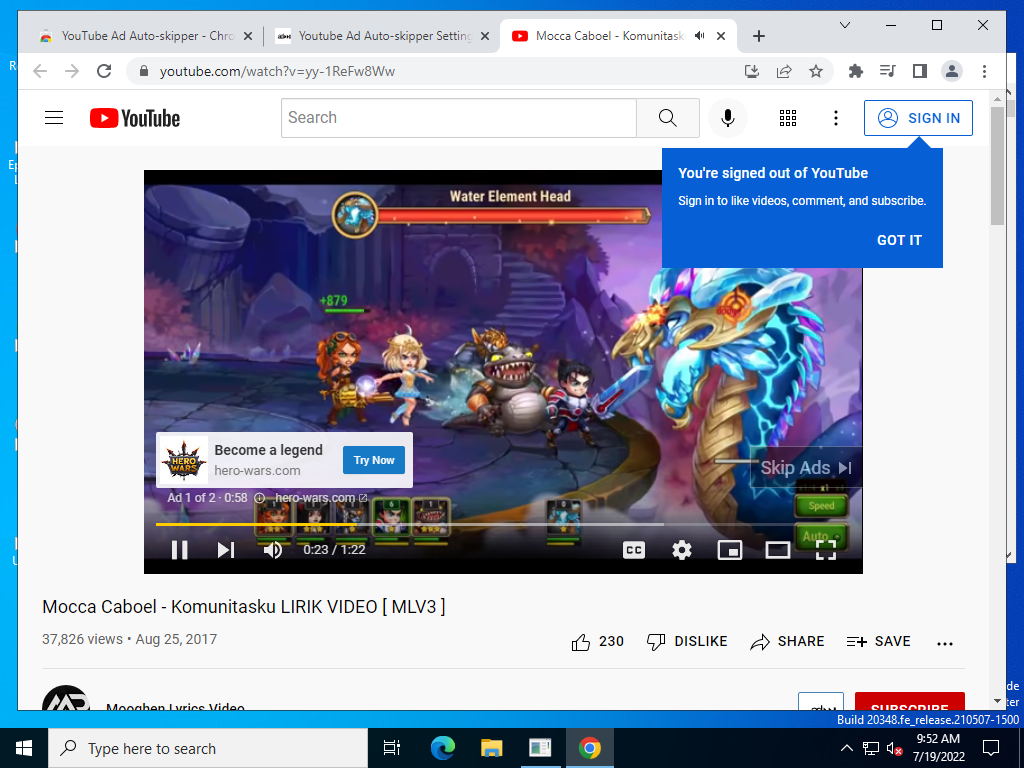 YouTube Ad Auto-skipper - Chro
Youtube Ad Auto-skipper Setting
Mocca Caboel - Komunitasku
youtube.com/watch?v=yy-1ReFw8Ww
YouTube
Search
SIGN IN
You're signed out of YouTube
Sign in to like videos, comment, and subscribe.
GOT IT
Water Element Head
+879
HERO WARS
Become a legend
hero-wars.com
Try Now
Skip Ads
Ad 1 of 2 · 0:58
hero-wars.com
x1
Speed
Auto
0:23 / 1:22
CC
Mocca Caboel - Komunitasku LIRIK VIDEO [ MLV3 ]
37,826 views • Aug 25, 2017
230
DISLIKE
SHARE
SAVE
Mooghen Lyrics Video
SUBSCRIBE
Build 20348.fe_release.210507-1500
Type here to search
9:52 AM
7/19/2022